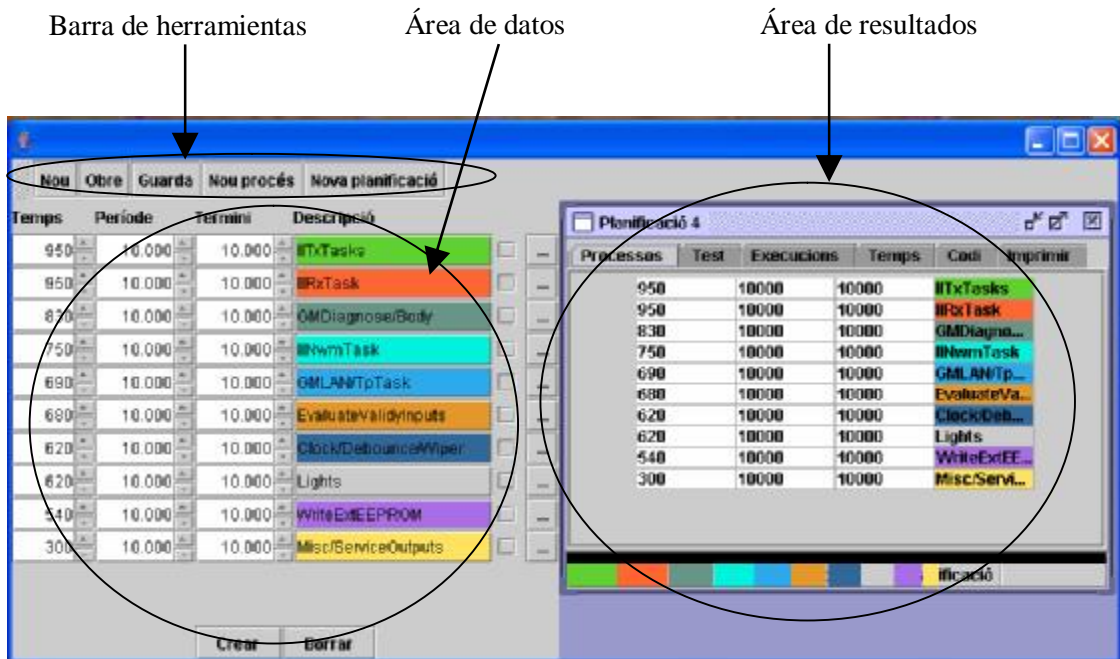 Barra de herramientas Área de datos Área de resultados
Nou Obre Guarda Nou procés Nova planificació
Temps Període Termini Descripció
950 10.000 10.000 IITxTasks ...
950 10.000 10.000 IIRxTask ...
830 10.000 10.000 GMDiagnose/Body ...
750 10.000 10.000 IINwmTask ...
690 10.000 10.000 GMLAN/TpTask ...
680 10.000 10.000 EvaluateValidyInputs ...
620 10.000 10.000 Clock/DebounceWiper ...
620 10.000 10.000 Lights ...
540 10.000 10.000 WriteExtEEPROM ...
300 10.000 10.000 Misc/ServiceOutputs ...
Crear Borrar
Planificació 4
Processos Test Execucions Temps Codi Imprimir
950 10000 10000 IITxTasks
950 10000 10000 IIRxTask
830 10000 10000 GMDiagno...
750 10000 10000 IINwmTask
690 10000 10000 GMLAN/Tp...
680 10000 10000 EvaluateVa...
620 10000 10000 Clock/Deb...
620 10000 10000 Lights
540 10000 10000 WriteExtEE...
300 10000 10000 Misc/Servi...
ificació